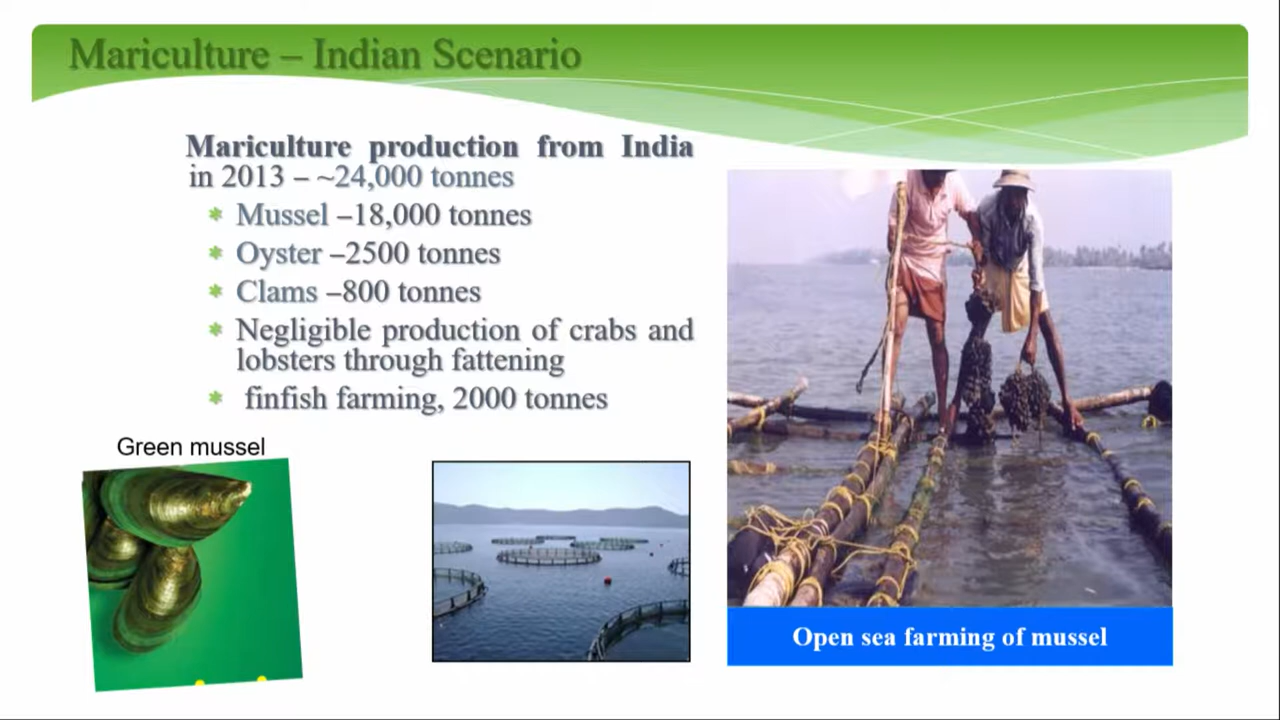 Mariculture – Indian Scenario
Mariculture production from India
in 2013 – ~24,000 tonnes
Mussel –18,000 tonnes
Oyster –2500 tonnes
Clams –800 tonnes
Negligible production of crabs and
lobsters through fattening
finfish farming, 2000 tonnes
Green mussel
Open sea farming of mussel